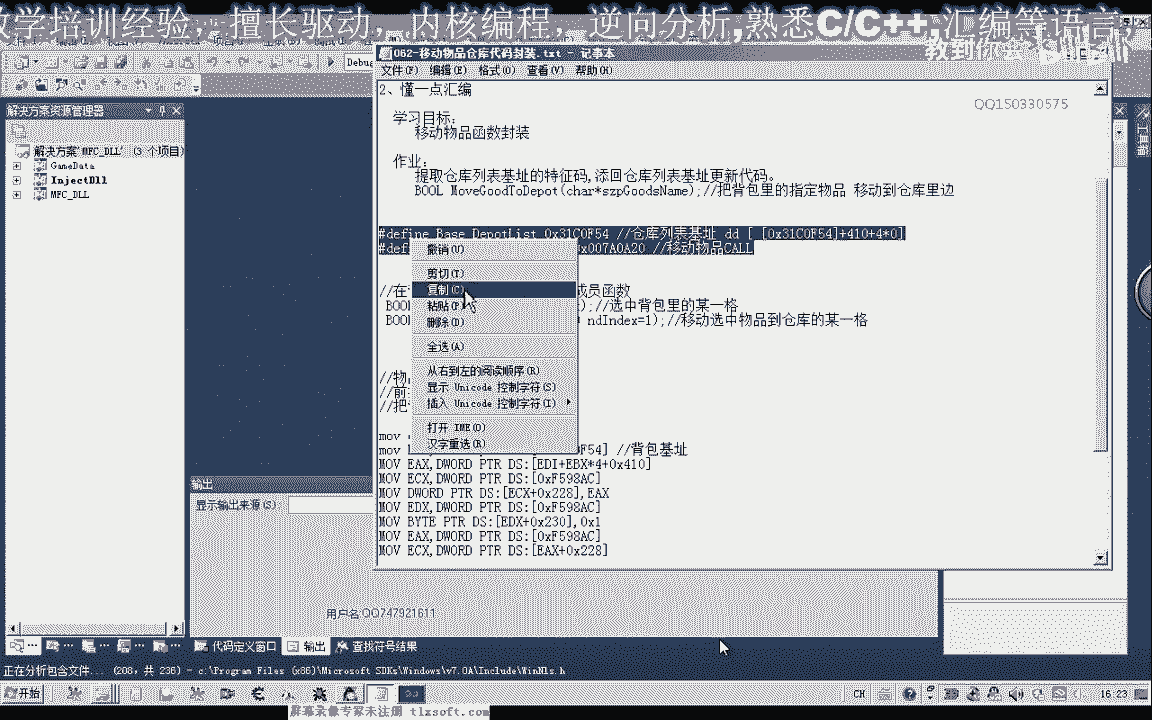 教学培训经验，擅长驱动，内核编程，逆向分析,熟悉C/C++,汇编等语言,
教到你会
bilibili
062-移动物品仓库代码封装.txt - 记事本
Debug
文件(F) 编辑(E) 格式(O) 查看(V) 帮助(H)
2、懂一点汇编
QQ150330575
学习目标：
移动物品函数封装
作业：
提取仓库列表基址的特征码,添回仓库列表基址更新代码。
BOOL MoveGoodToDepot(char*szpGoodsName);//把背包里的指定物品 移动到仓库里边
#define Base_DepotList 0x31C0F54 //仓库列表基址 dd [ [0x31C0F54]+410+4*0]
#def
x007A0A20 //移动物品CALL
//在
成员函数
BOO
);//选中背包里的某一格
BOO
ndIndex=1);//移动选中物品到仓库的某一格
//物
//前
//把
mov
mov
F54] //背包基址
MOV EAX,DWORD PTR DS:[EDI+EBX*4+0x410]
MOV ECX,DWORD PTR DS:[0xF598AC]
MOV DWORD PTR DS:[ECX+0x228],EAX
MOV EDX,DWORD PTR DS:[0xF598AC]
MOV BYTE PTR DS:[EDX+0x230],0x1
MOV EAX,DWORD PTR DS:[0xF598AC]
MOV ECX,DWORD PTR DS:[EAX+0x228]
撤销(U)
剪切(T)
复制(C)
粘贴(P)
删除(D)
全选(A)
从右到左的阅读顺序(R)
显示 Unicode 控制字符(S)
插入 Unicode 控制字符(I)
打开 IME(O)
汉字重选(R)
解决方案资源管理器
解决方案"MFC_DLL" (3 个项目)
GameData
InjectDll
MFC_DLL
工具箱
输出
显示输出来源(S):
用户名:QQ747921611
代码定义窗口
输出
查找符号结果
正在分析包含文件... (208，共 236) - c:\Program Files (x86)\Microsoft SDKs\Windows\v7.0A\Include\WinNls.h
开始
CH
16:23
屏幕录像专家未注册 tlxsoft.com